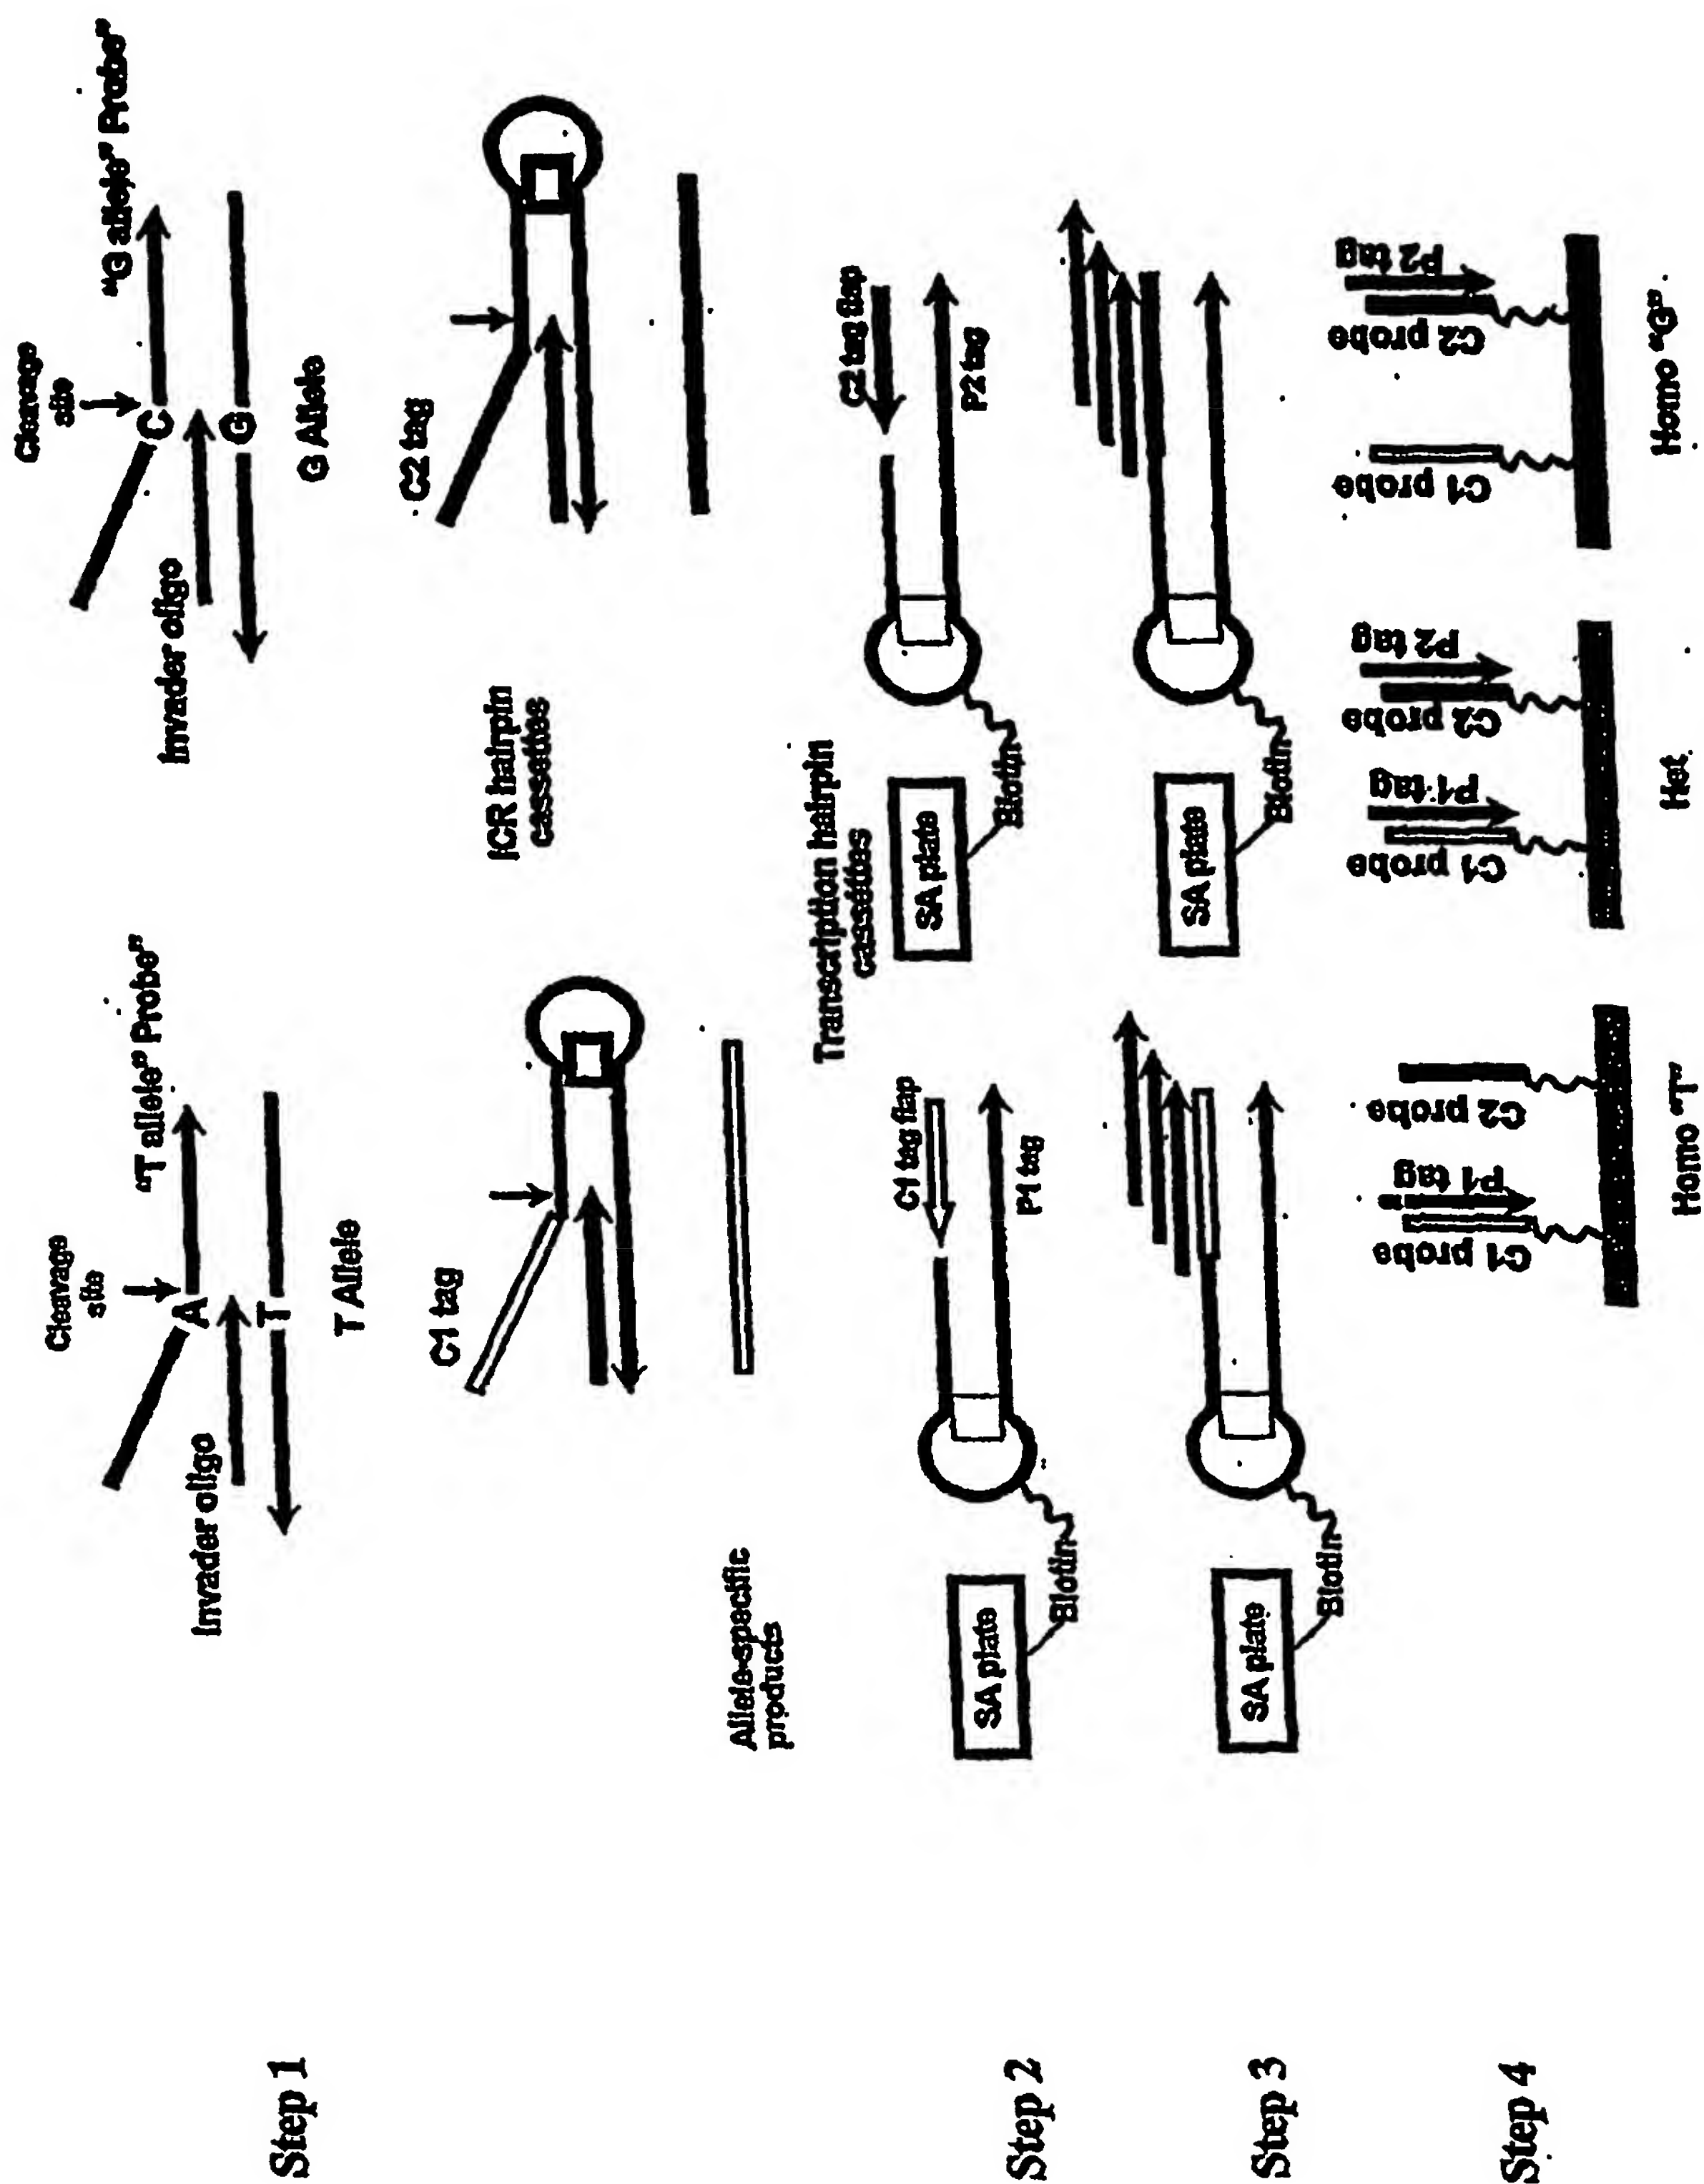 Step 1
Cleavage
site
"T allele" Probe"
A
Invader oligo
T
T Allele
Cleavage
site
"G allele" Probe"
C
Invader oligo
G
G Allele
C1 tag
ICR hairpin
cassettes
C2 tag
Allele-specific
products
Step 2
Transcription hairpin
cassettes
C1 tag flap
P1 tag
SA plate
Biotin
C2 tag flap
P2 tag
SA plate
Biotin
Step 3
SA plate
Biotin
SA plate
Biotin
Step 4
C1 probe
P1 tag
C2 probe
Homo "T"
C1 probe
P1 tag
C2 probe
P2 tag
Het
C1 probe
C2 probe
P2 tag
Homo "G"